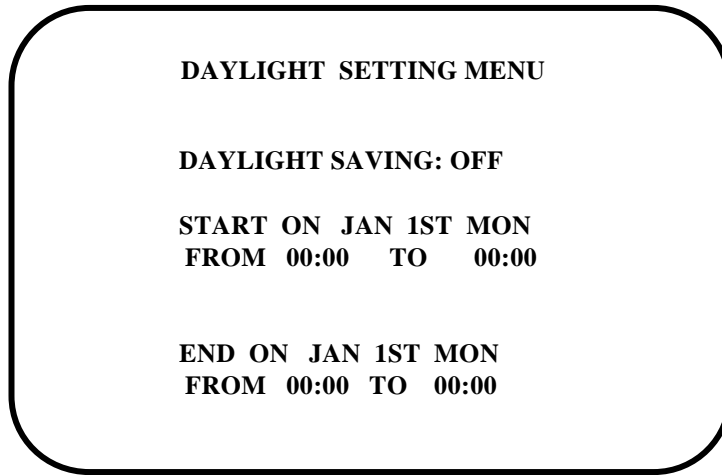 DAYLIGHT SETTING MENU
DAYLIGHT SAVING: OFF
START ON JAN 1ST MON
FROM 00:00 TO 00:00
END ON JAN 1ST MON
FROM 00:00 TO 00:00